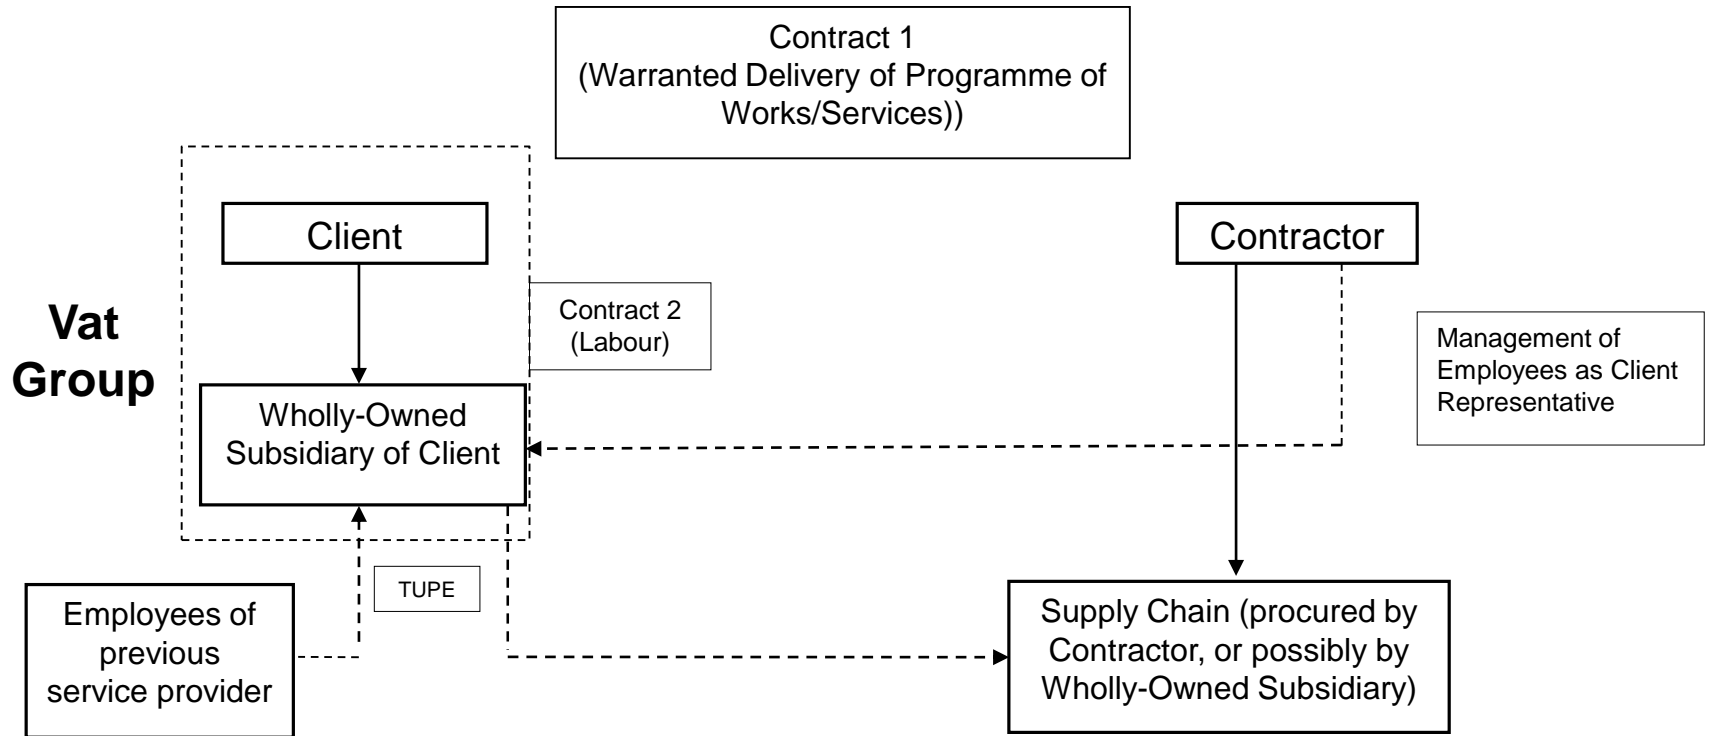 Contract 1
(Warranted Delivery of Programme of
Works/Services))
Client
Contractor
Vat
Group
Contract 2
(Labour)
Management of
Employees as Client
Representative
Wholly-Owned
Subsidiary of Client
TUPE
Employees of
previous
service provider
Supply Chain (procured by
Contractor, or possibly by
Wholly-Owned Subsidiary)